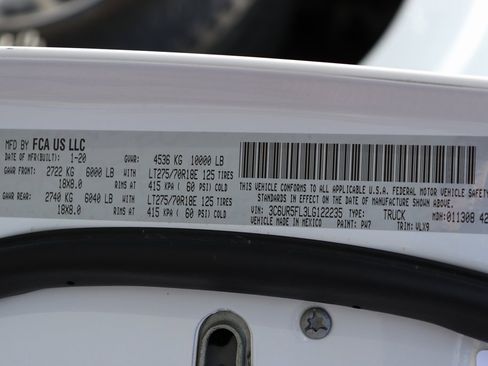 MFD BY FCA US LLC
DATE OF MFR(BUILT): 1-20 GVWR: 4536 KG 10000 LB
GAWR FRONT: 2722 KG 6000 LB WITH LT275/70R18E 125 TIRES
18X8.0 RIMS AT 415 KPA ( 60 PSI) COLD
GAWR REAR: 2740 KG 6040 LB WITH LT275/70R18E 125 TIRES
18X8.0 RIMS AT 415 KPA ( 60 PSI) COLD
THIS VEHICLE CONFORMS TO ALL APPLICABLE U.S.A. FEDERAL MOTOR VEHICLE SAFETY
STANDARDS IN EFFECT ON THE DATE OF MANUFACTURE SHOWN ABOVE.
VIN: 3C6UR5FL3LG122235 TYPE: TRUCK MDH: 011308 42
VEHICLE MADE IN MEXICO PAINT: PW7 TRIM: VLX9